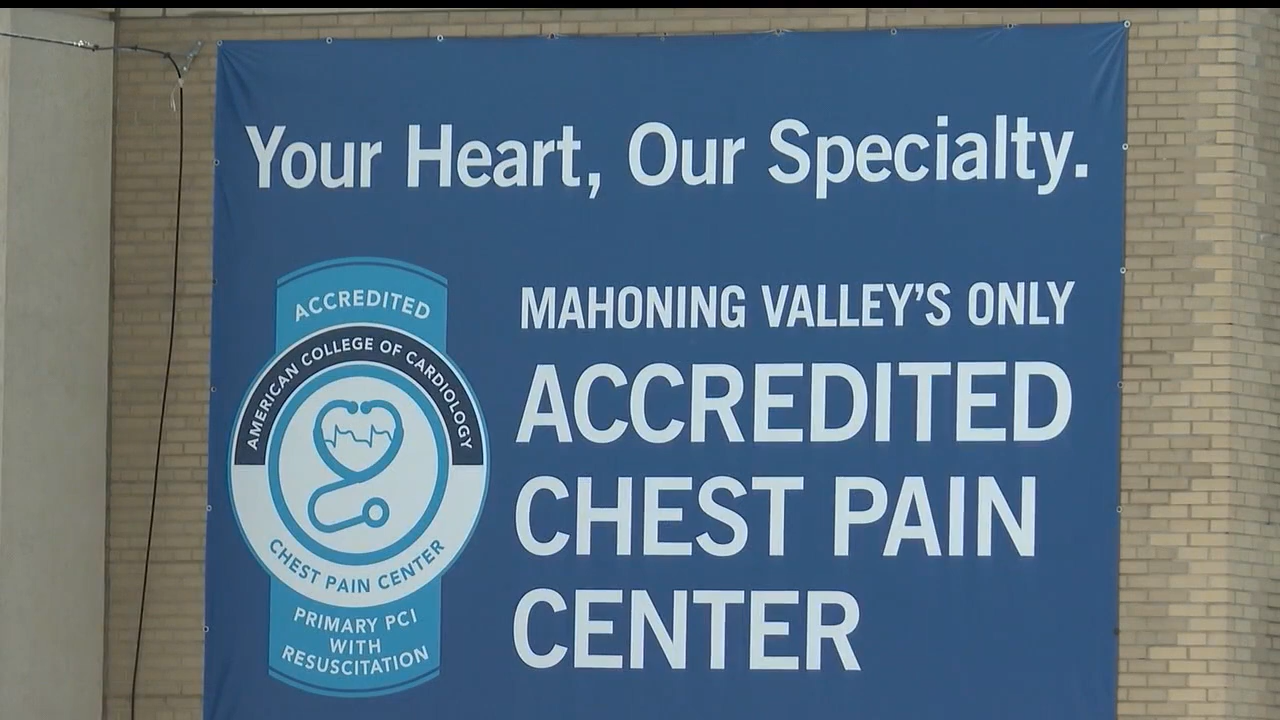 Your Heart, Our Specialty.
MAHONING VALLEY'S ONLY
ACCREDITED
CHEST PAIN
CENTER
ACCREDITED
AMERICAN COLLEGE OF CARDIOLOGY
CHEST PAIN CENTER
PRIMARY PCI
WITH
RESUSCITATION